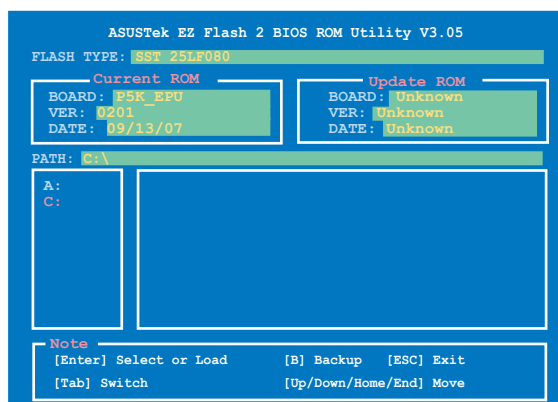 ASUSTek EZ Flash 2 BIOS ROM Utility V3.05
FLASH TYPE: SST 25LF080
Current ROM
BOARD: P5K_EPU
VER: 0201
DATE: 09/13/07
Update ROM
BOARD: Unknown
VER: Unknown
DATE: Unknown
PATH: C:\
A:
C:
Note
[Enter] Select or Load [B] Backup [ESC] Exit
[Tab] Switch [Up/Down/Home/End] Move